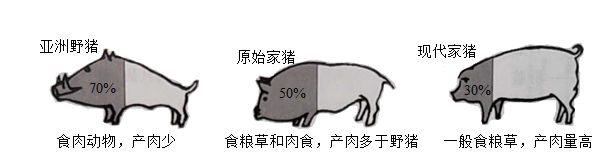 亚洲野猪
70%
食肉动物，产肉少
原始家猪
50%
食粮草和肉食，产肉多于野猪
现代家猪
30%
一般食粮草，产肉量高